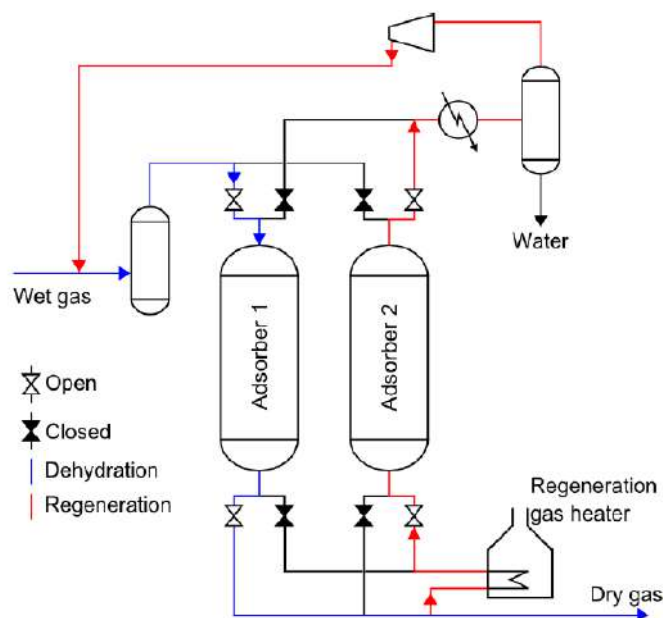 Water
Wet gas
Adsorber 1
Adsorber 2
Open
Closed
Dehydration
Regeneration
Regeneration
gas heater
Dry gas